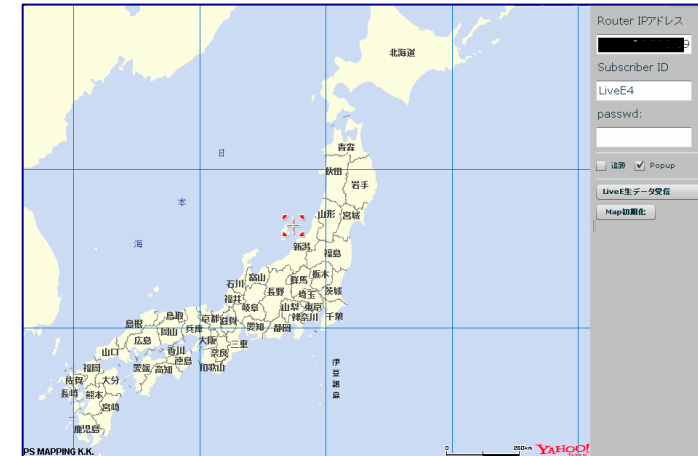 北海道
青森
秋田
岩手
山形
宮城
新潟
福島
日
本
海
石川
富山
群馬
栃木
福井
長野
埼玉
茨城
岐阜
山梨
東京
神奈川
千葉
島根
鳥取
京都
滋賀
愛知
静岡
岡山
兵庫
広島
大阪
三重
山口
香川
奈良
徳島
福岡
愛媛
高知
和歌山
佐賀
大分
長崎
熊本
宮崎
鹿児島
伊豆諸島
PS MAPPING K.K.
0
250km
YAHOO!
Router IPアドレス
9
Subscriber ID
LiveE4
passwd:
追跡
Popup
LiveE生データ受信
Map初期化